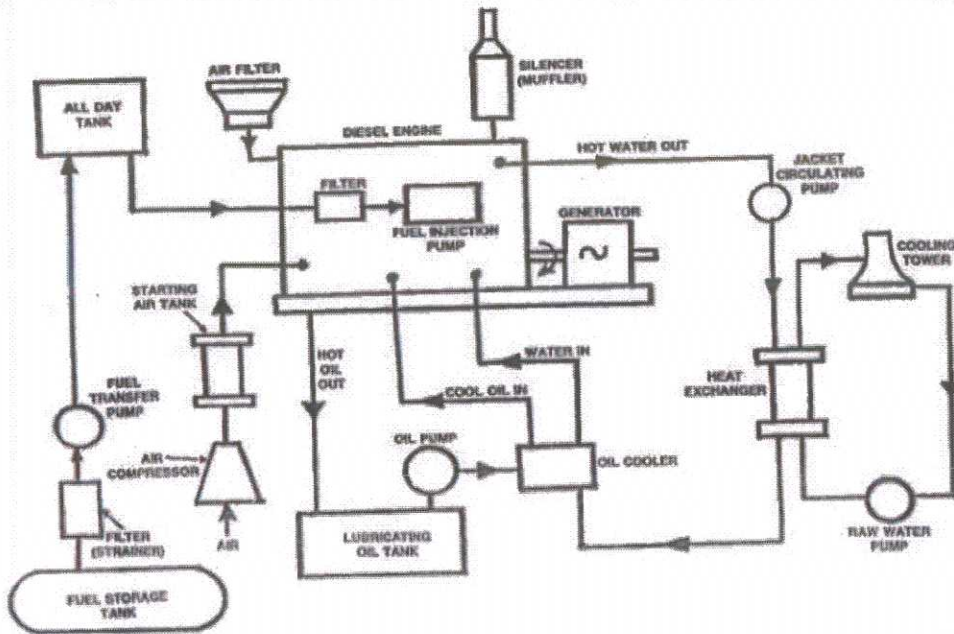 AIR FILTER
SILENCER
(MUFFLER)
ALL DAY
TANK
DIESEL ENGINE
HOT WATER OUT
JACKET
CIRCULATING
PUMP
FILTER
FUEL INJECTION
PUMP
GENERATOR
COOLING
TOWER
STARTING
AIR TANK
HOT
OIL
OUT
WATER IN
HEAT
EXCHANGER
FUEL
TRANSFER
PUMP
COOL OIL IN
OIL PUMP
OIL COOLER
AIR
COMPRESSOR
FILTER
(STRAINER)
AIR
LUBRICATING
OIL TANK
RAW WATER
PUMP
FUEL STORAGE
TANK